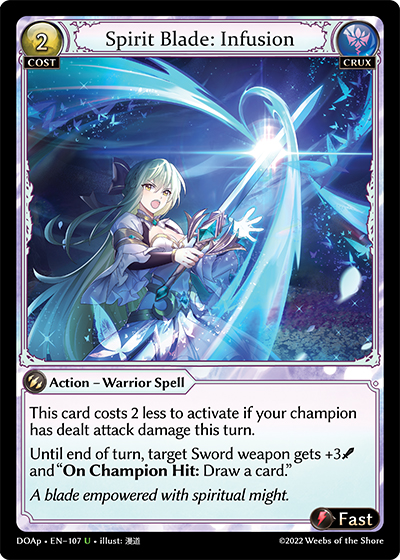 2
Spirit Blade: Infusion
COST
CRUX
Action – Warrior Spell
This card costs 2 less to activate if your champion
has dealt attack damage this turn.
Until end of turn, target Sword weapon gets +3
and “On Champion Hit: Draw a card.”
A blade empowered with spiritual might.
Fast
DOAp • EN-107 U • illust: 漫道
©2022 Weebs of the Shore